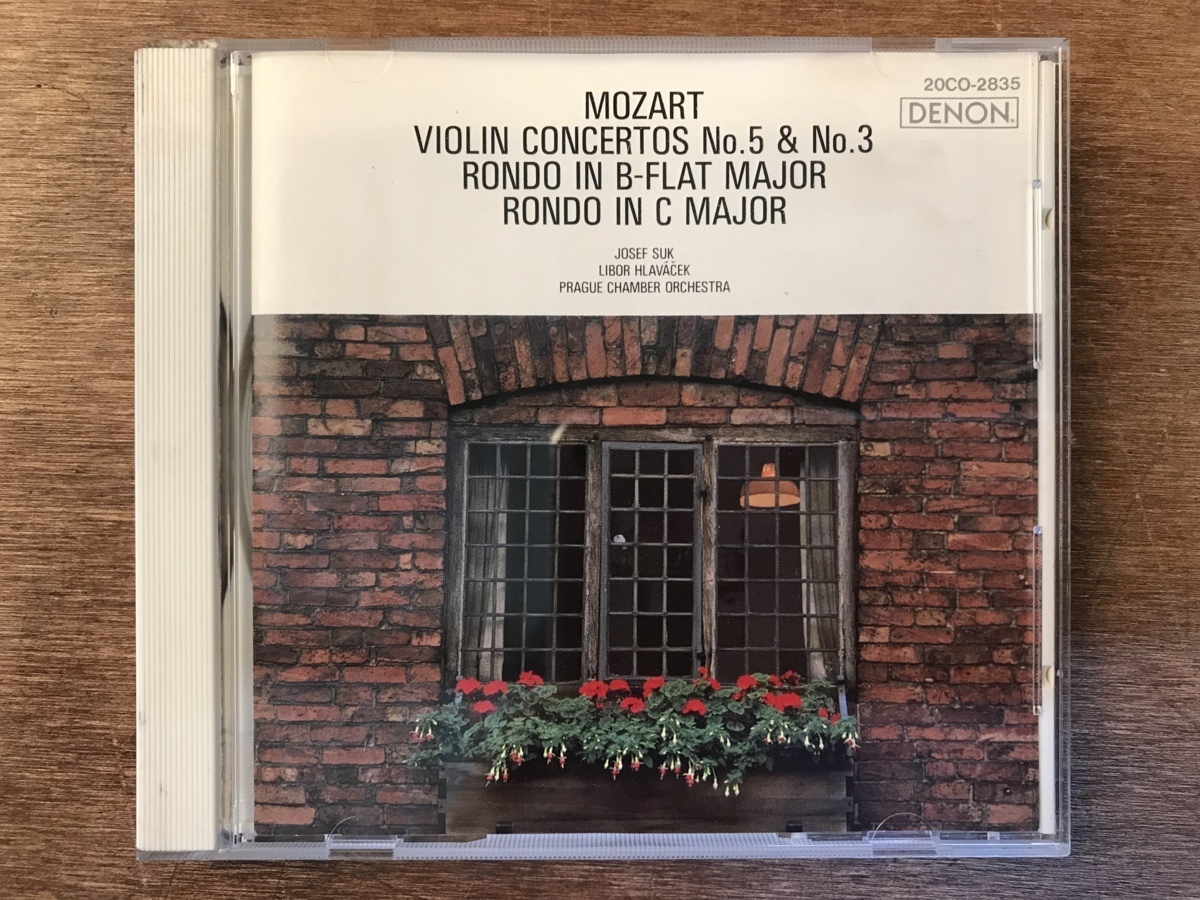 20CO-2835
DENON
MOZART
VIOLIN CONCERTOS No.5 & No.3
RONDO IN B-FLAT MAJOR
RONDO IN C MAJOR
JOSEF SUK
LIBOR HLAVÁČEK
PRAGUE CHAMBER ORCHESTRA